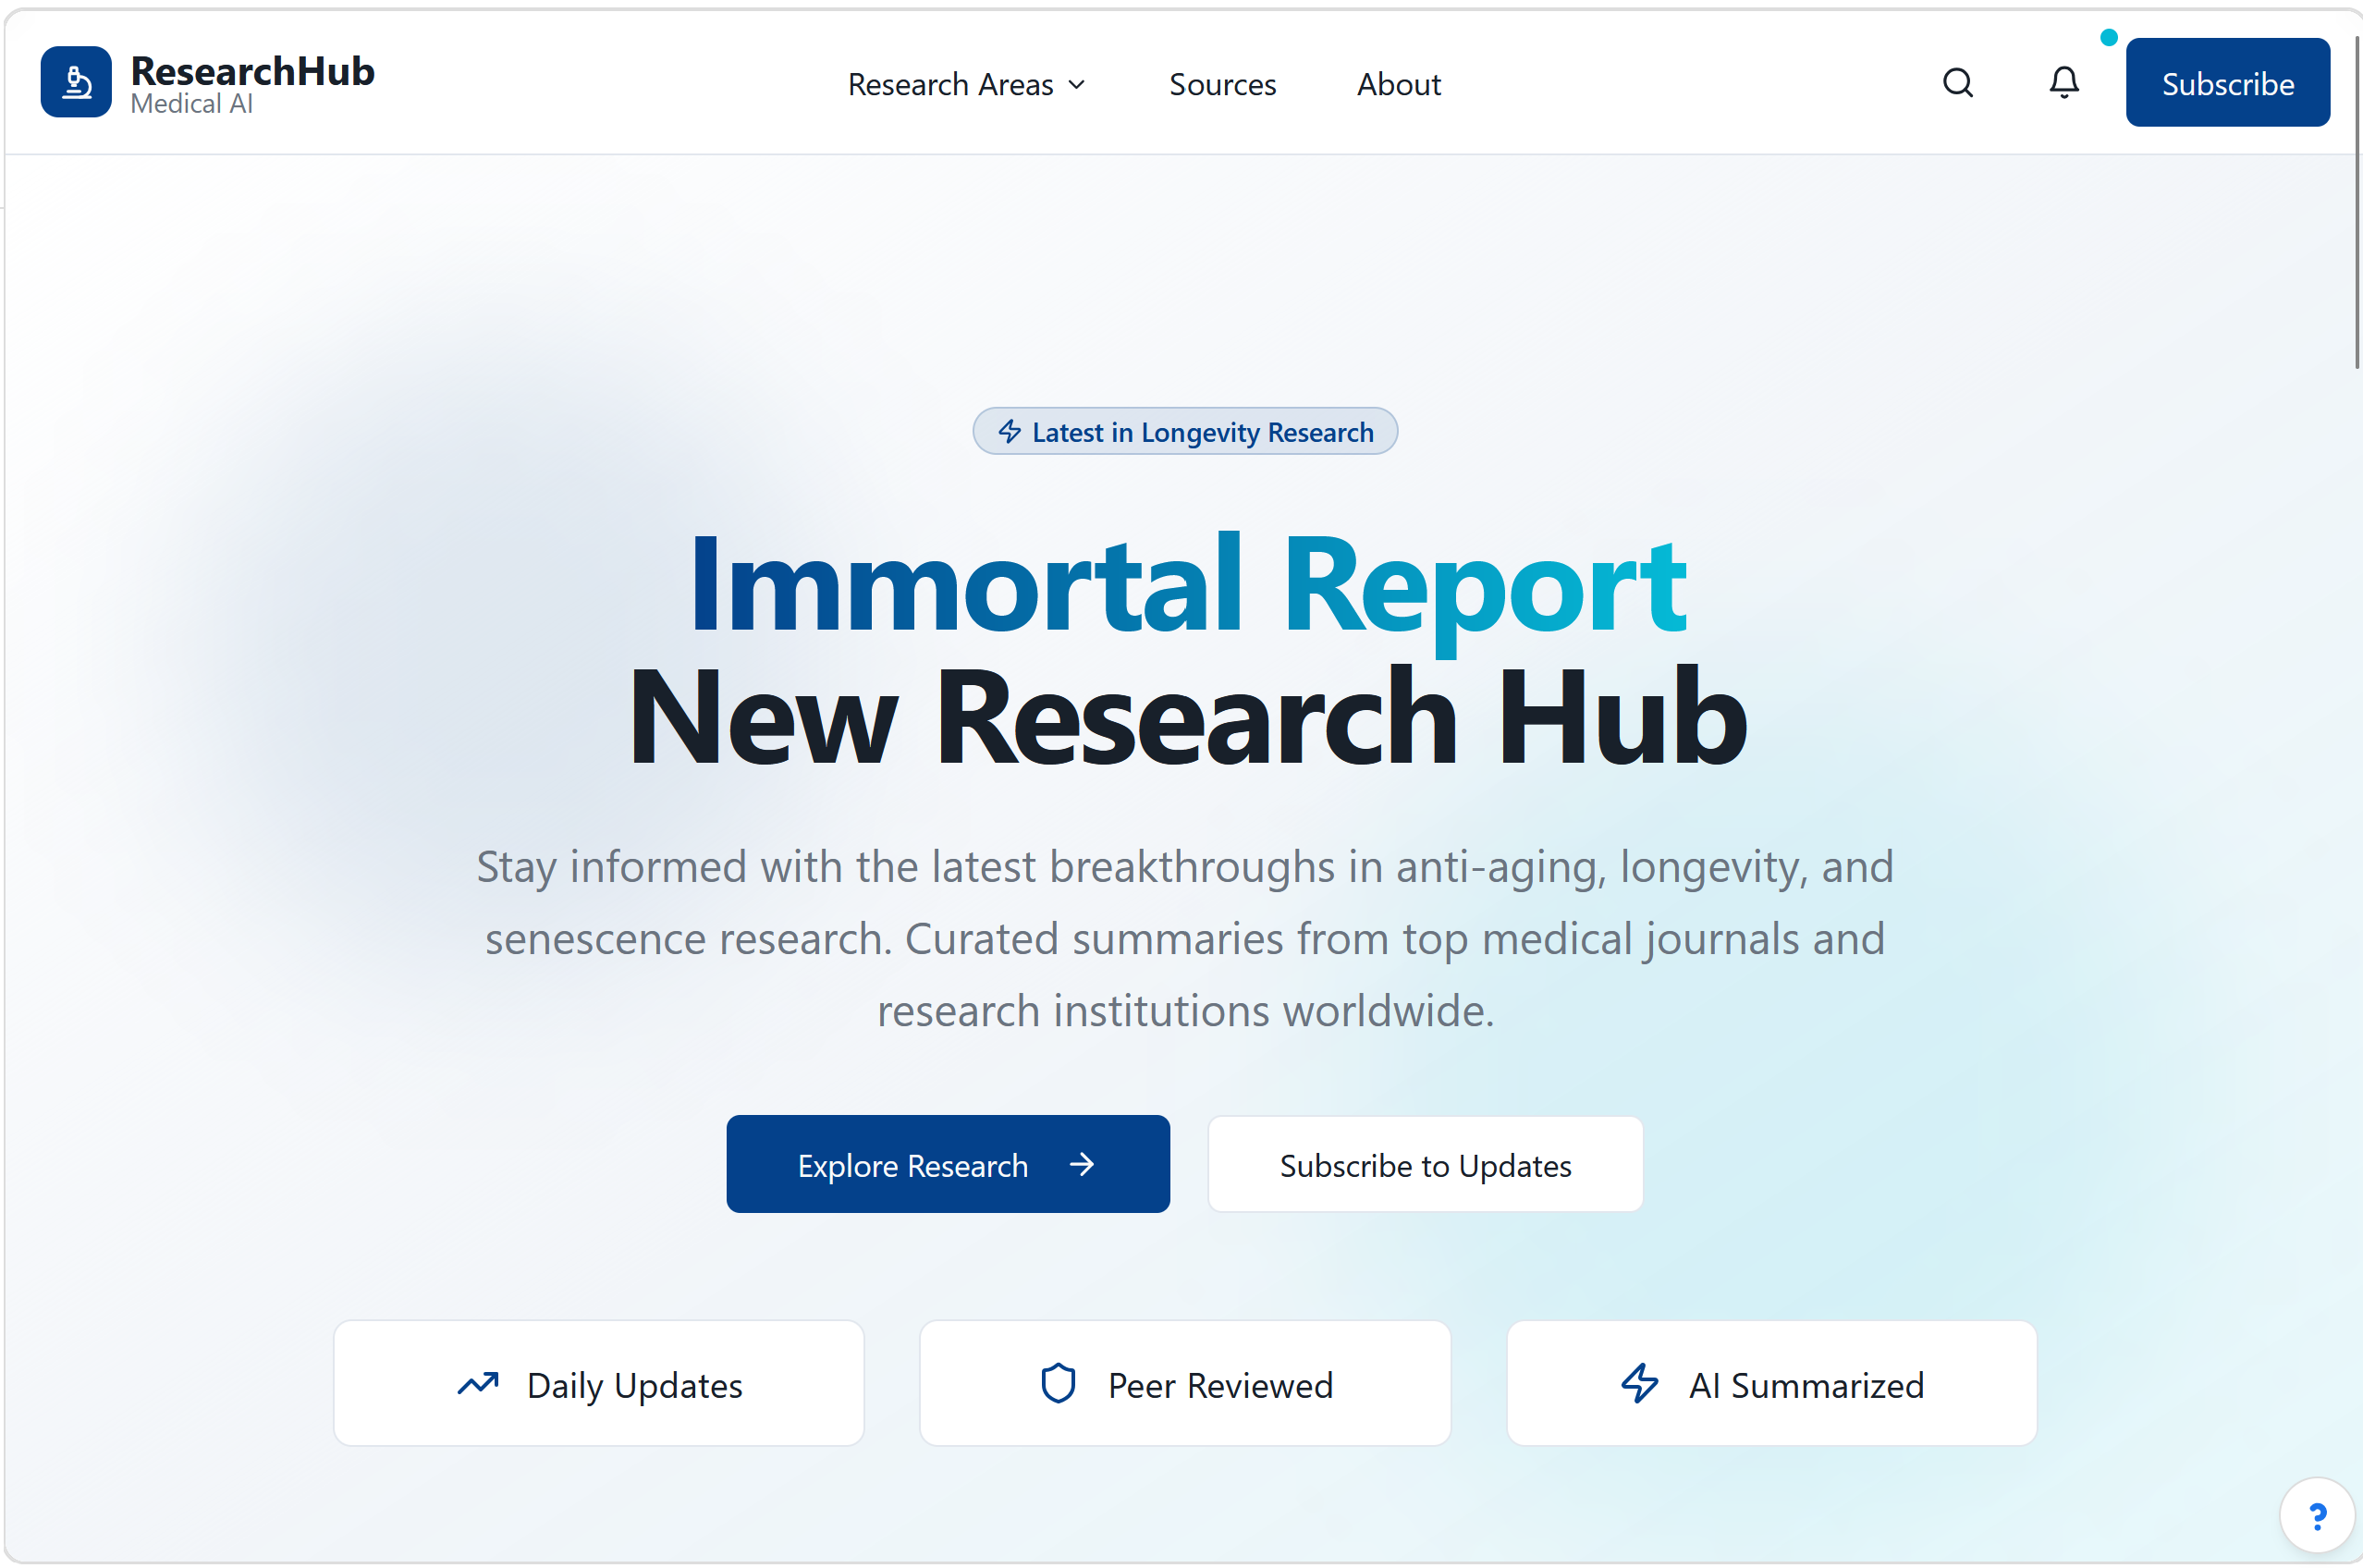 ResearchHub
Medical AI
Research Areas
Sources
About
Subscribe
Latest in Longevity Research
Immortal Report
New Research Hub
Stay informed with the latest breakthroughs in anti-aging, longevity, and
senescence research. Curated summaries from top medical journals and
research institutions worldwide.
Explore Research
Subscribe to Updates
Daily Updates
Peer Reviewed
AI Summarized
?